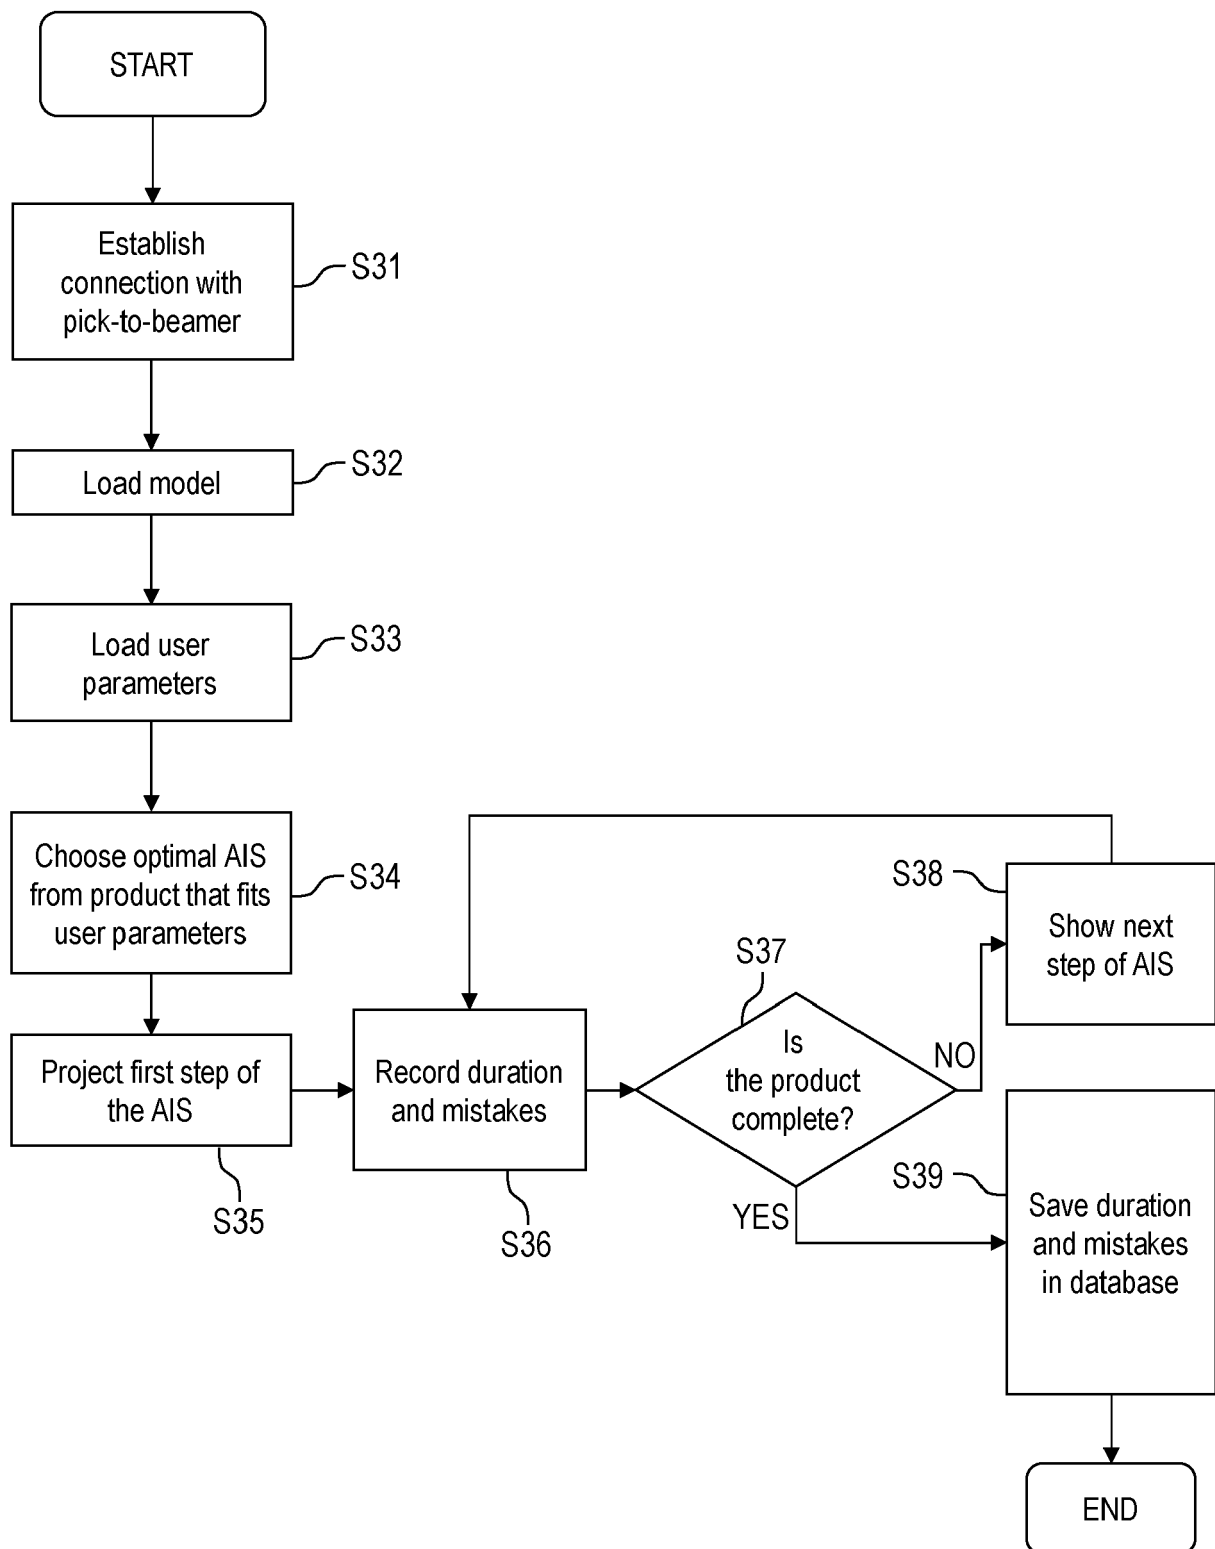 START
Establish
connection with
pick-to-beamer
S31
Load model
S32
Load user
parameters
S33
Choose optimal AIS
from product that fits
user parameters
S34
Project first step of
the AIS
S35
Record duration
and mistakes
S36
S37
Is
the product
complete?
NO
YES
S38
Show next
step of AIS
S39
Save duration
and mistakes
in database
END